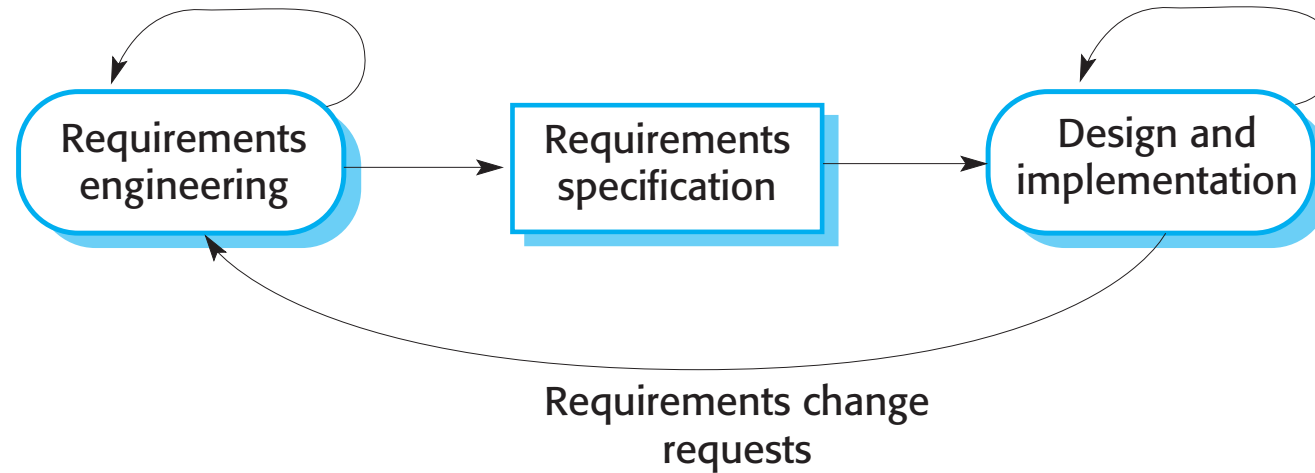 Requirements
engineering
Requirements
specification
Design and
implementation
Requirements change
requests